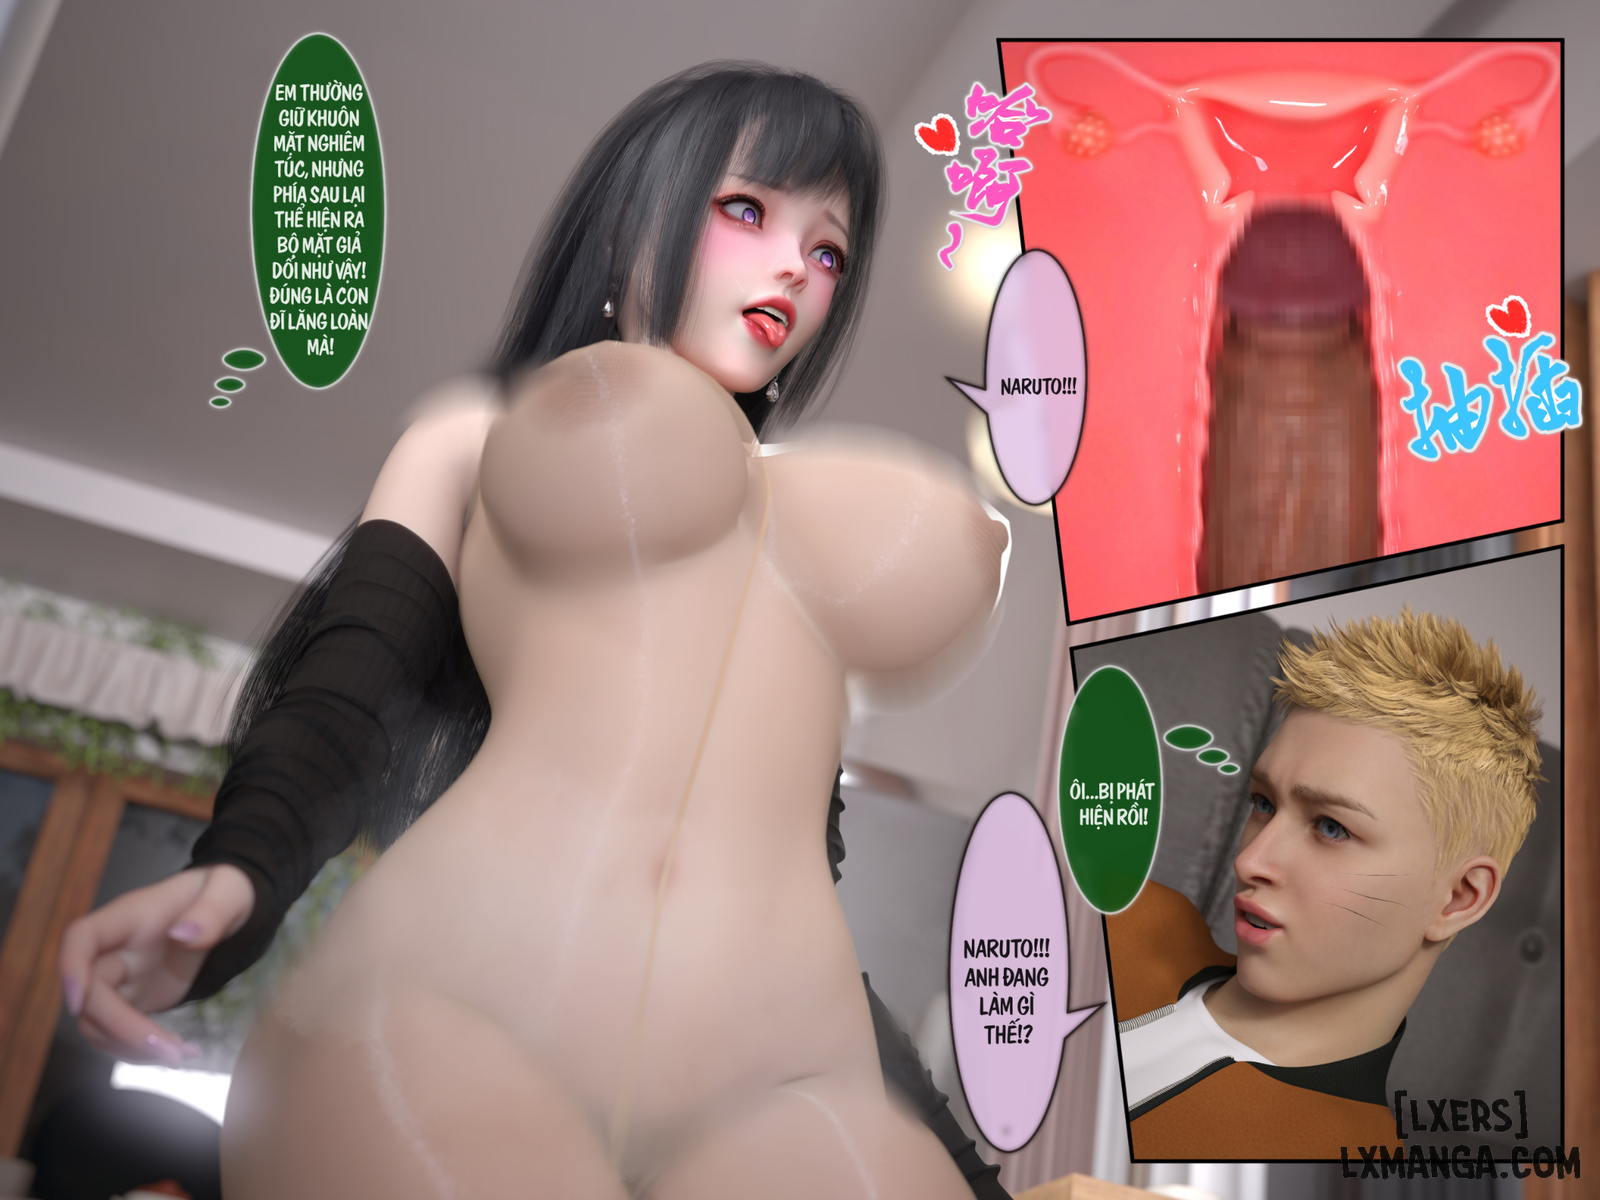 EM THƯỜNG
GIỮ KHUÔN
MẶT NGHIÊM
TÚC, NHƯNG
PHÍA SAU LẠI
THỂ HIỆN RA
BỘ MẶT GIẢ
DỐI NHƯ VẬY!
ĐÚNG LÀ CON
ĐĨ LĂNG LOÀN
MÀ!
哈啊~
NARUTO!!!
抽插
ÔI...BỊ PHÁT
HIỆN RỒI!
NARUTO!!!
ANH ĐANG
LÀM GÌ
THẾ!?
[LXERS]
LXMANGA.COM